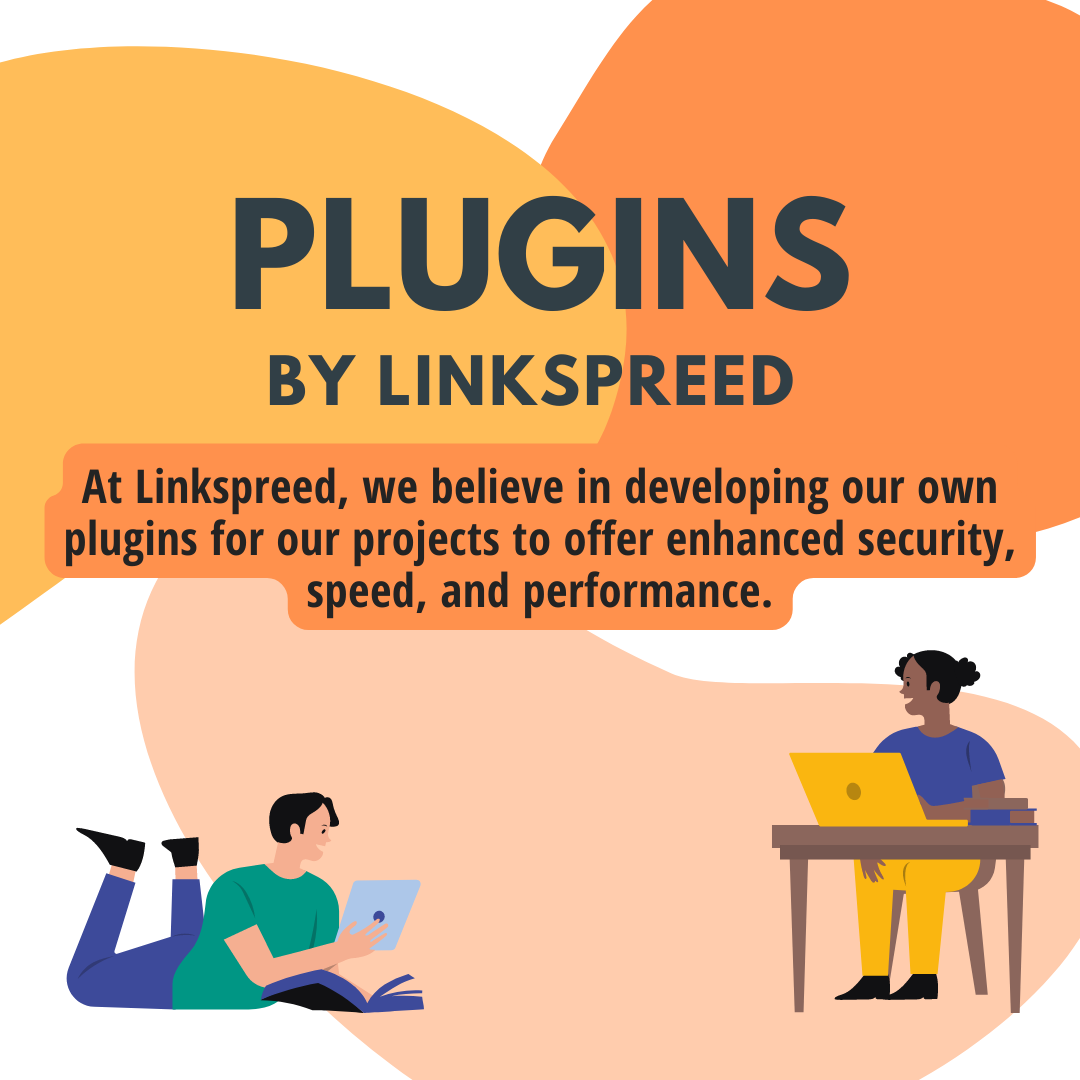 PLUGINS
BY LINKSPREED
At Linkspreed, we believe in developing our own
plugins for our projects to offer enhanced security,
speed, and performance.